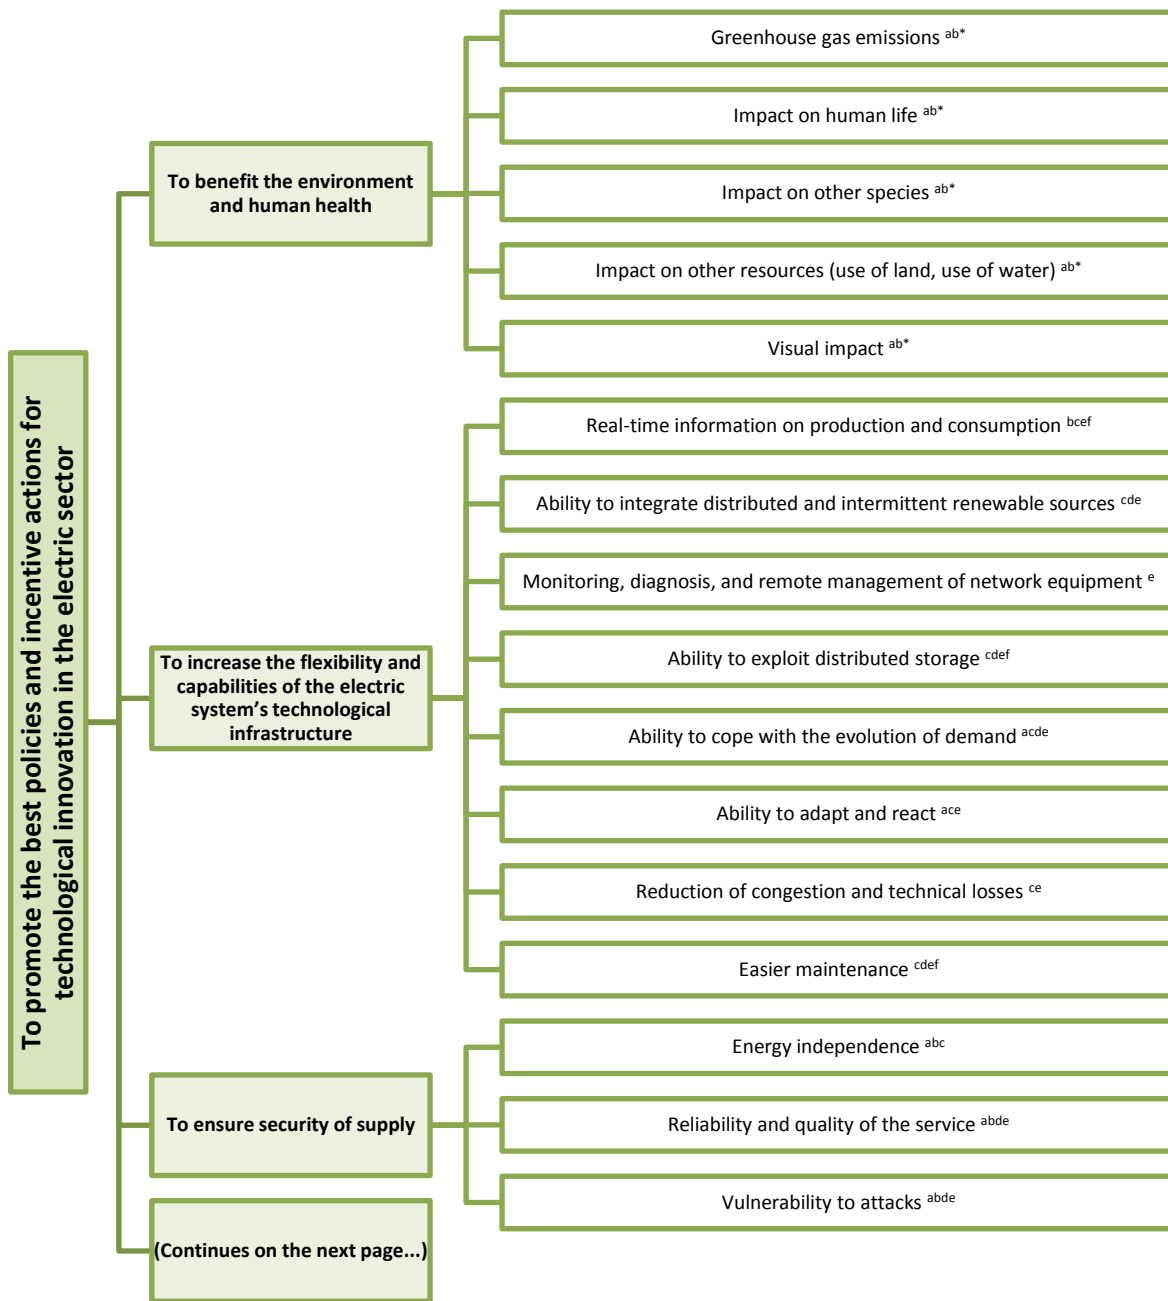 To promote the best policies and incentive actions for
technological innovation in the electric sector
To benefit the environment
and human health
Greenhouse gas emissions ab*
Impact on human life ab*
Impact on other species ab*
Impact on other resources (use of land, use of water) ab*
Visual impact ab*
To increase the flexibility and
capabilities of the electric
system’s technological
infrastructure
Real-time information on production and consumption bcef
Ability to integrate distributed and intermittent renewable sources cde
Monitoring, diagnosis, and remote management of network equipment e
Ability to exploit distributed storage cdef
Ability to cope with the evolution of demand acde
Ability to adapt and react ace
Reduction of congestion and technical losses ce
Easier maintenance cdef
To ensure security of supply
Energy independence abc
Reliability and quality of the service abde
Vulnerability to attacks abde
(Continues on the next page...)